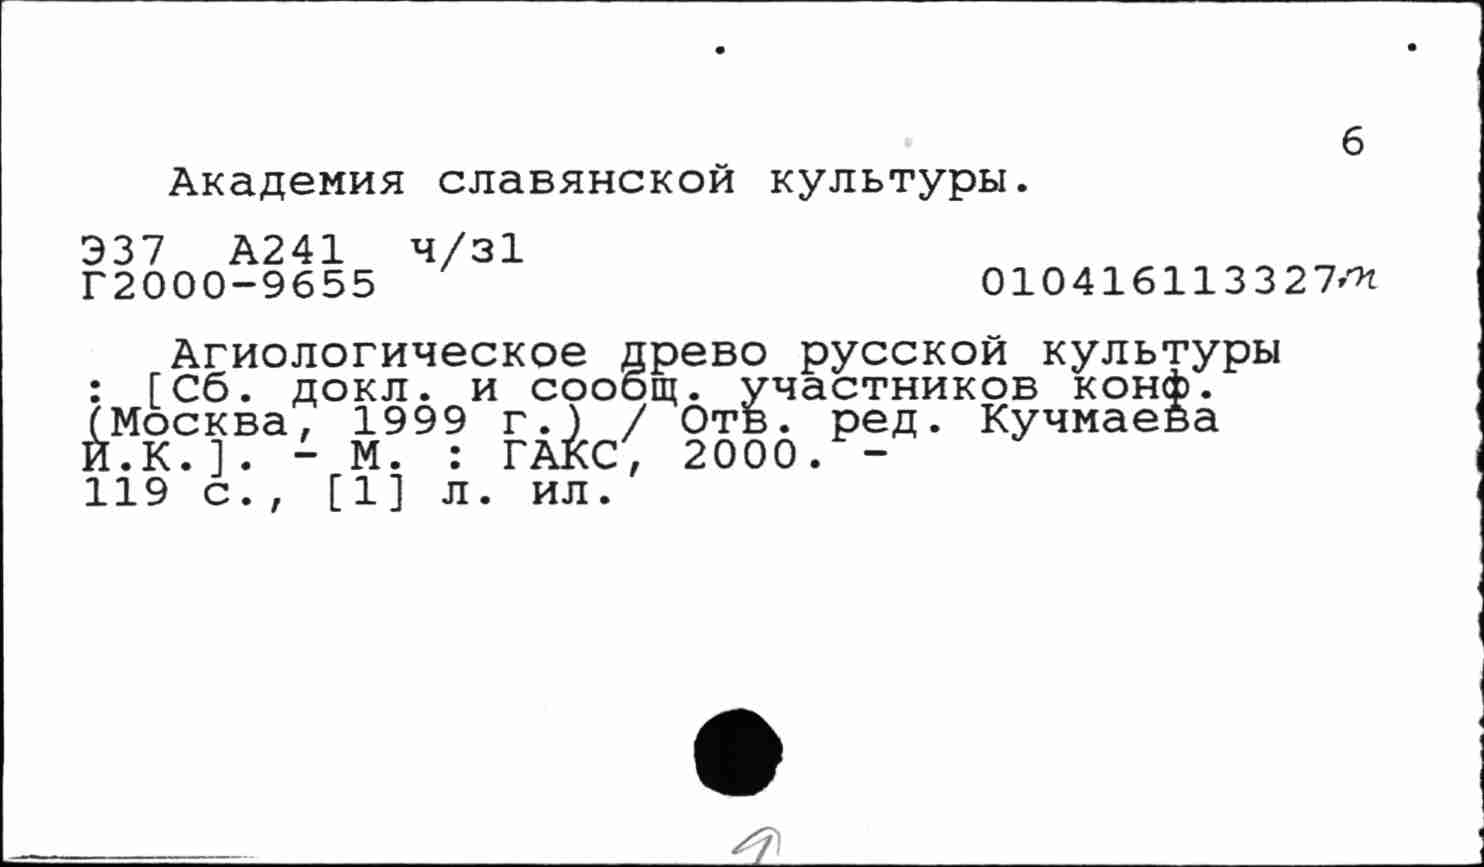 6
Академия славянской культуры.
Э37 А241 ч/з1
Г2000-9655 010416113327m
Агиологическое древо русской культуры
: [Сб. докл. и сообщ. участников конф.
(Москва, 1999 г.) / Отв. ред. Кучмаева
И.К.]. - М. : ГАКС, 2000. -
119 с., [1] л. ил.